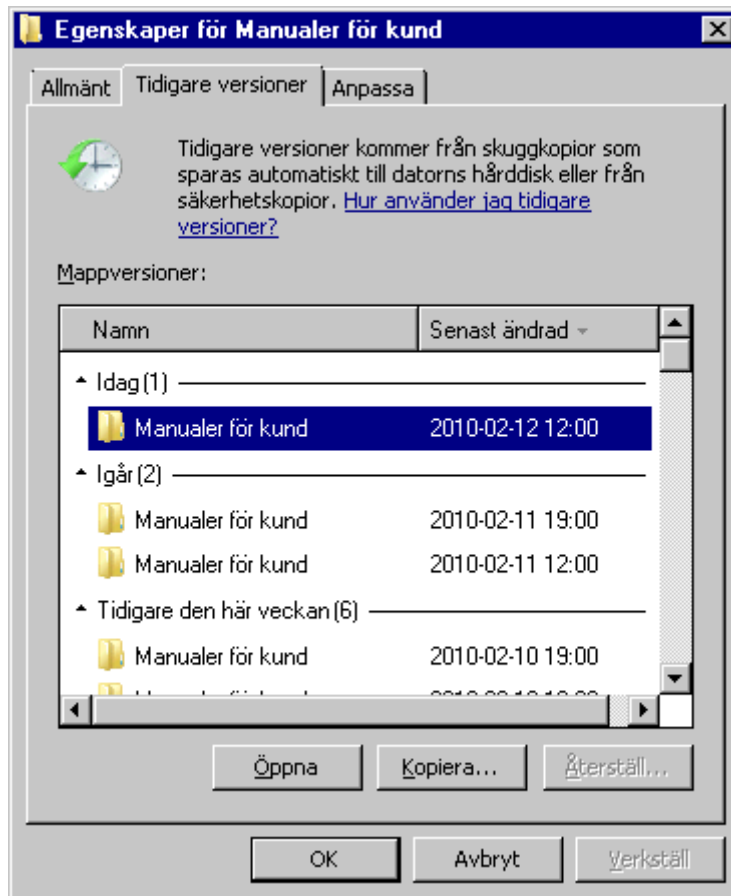 Egenskaper för Manualer för kund
Allmänt Tidigare versioner Anpassa
Tidigare versioner kommer från skuggkopior som
sparas automatiskt till datorns hårddisk eller från
säkerhetskopior. Hur använder jag tidigare
versioner?
Mappversioner:
Namn Senast ändrad
Idag (1)
Manualer för kund 2010-02-12 12:00
Igår (2)
Manualer för kund 2010-02-11 19:00
Manualer för kund 2010-02-11 12:00
Tidigare den här veckan (6)
Manualer för kund 2010-02-10 19:00
Öppna Kopiera... Återställ...
OK Avbryt Verkställ